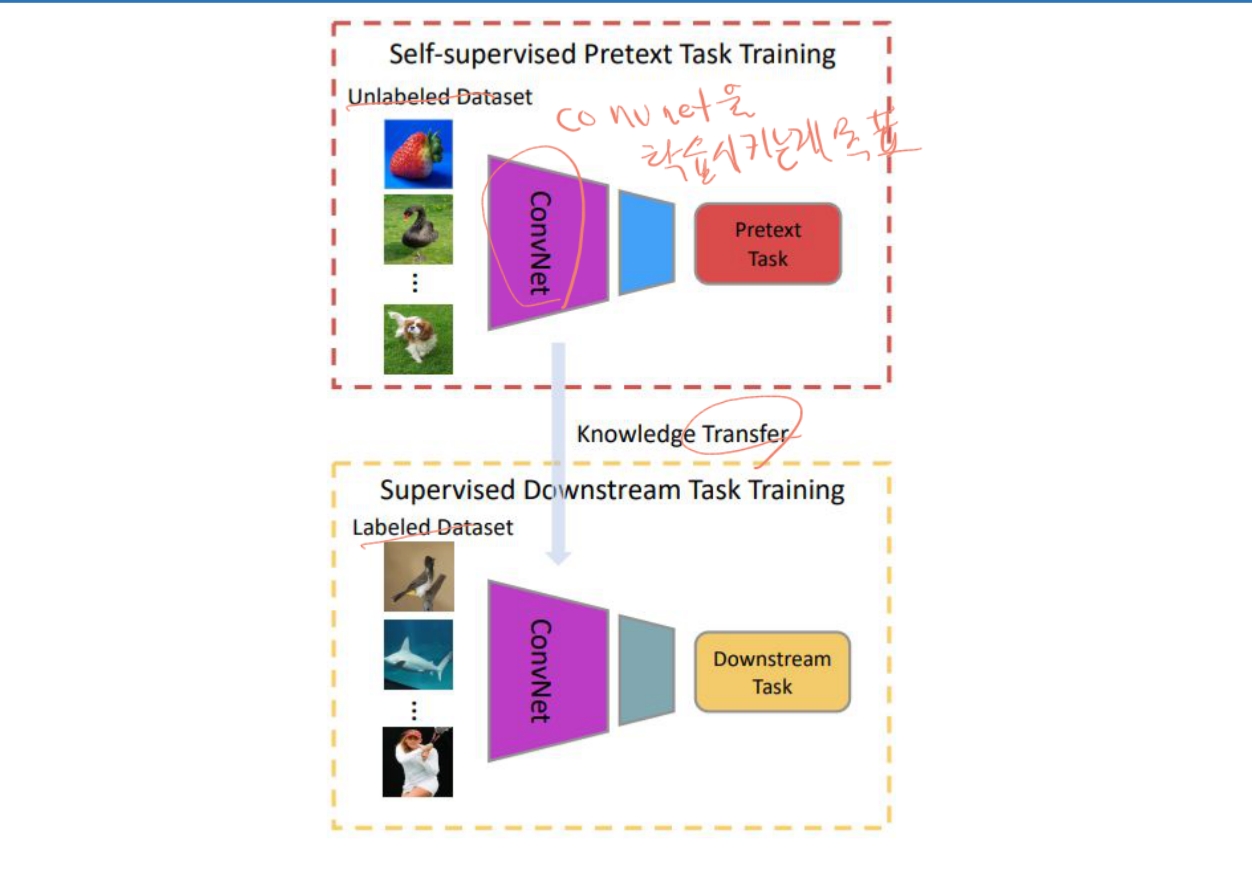 Self-supervised Pretext Task Training
Unlabeled Dataset
convnet을
학습시키는게 목표
ConvNet
Pretext
Task
Knowledge Transfer
Supervised Downstream Task Training
Labeled Dataset
ConvNet
Downstream
Task